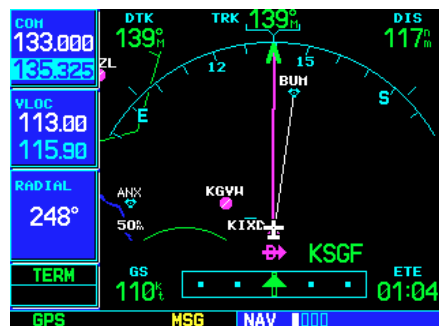 COM
133.000
135.325
VLOC
113.00
115.90
RADIAL
248°
TERM
GPS
DTK
139°M
TRK 139°M
DIS
117nm
ZL
12
15
BUM
E
S
ANX
KGVW
50nm
KIXD
D
KSGF
GS
110kt
ETE
01:04
MSG
NAV